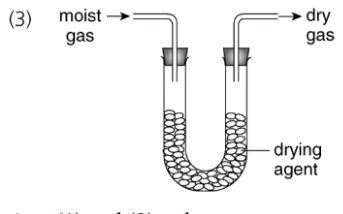 (3)
moist gas
dry gas
drying agent